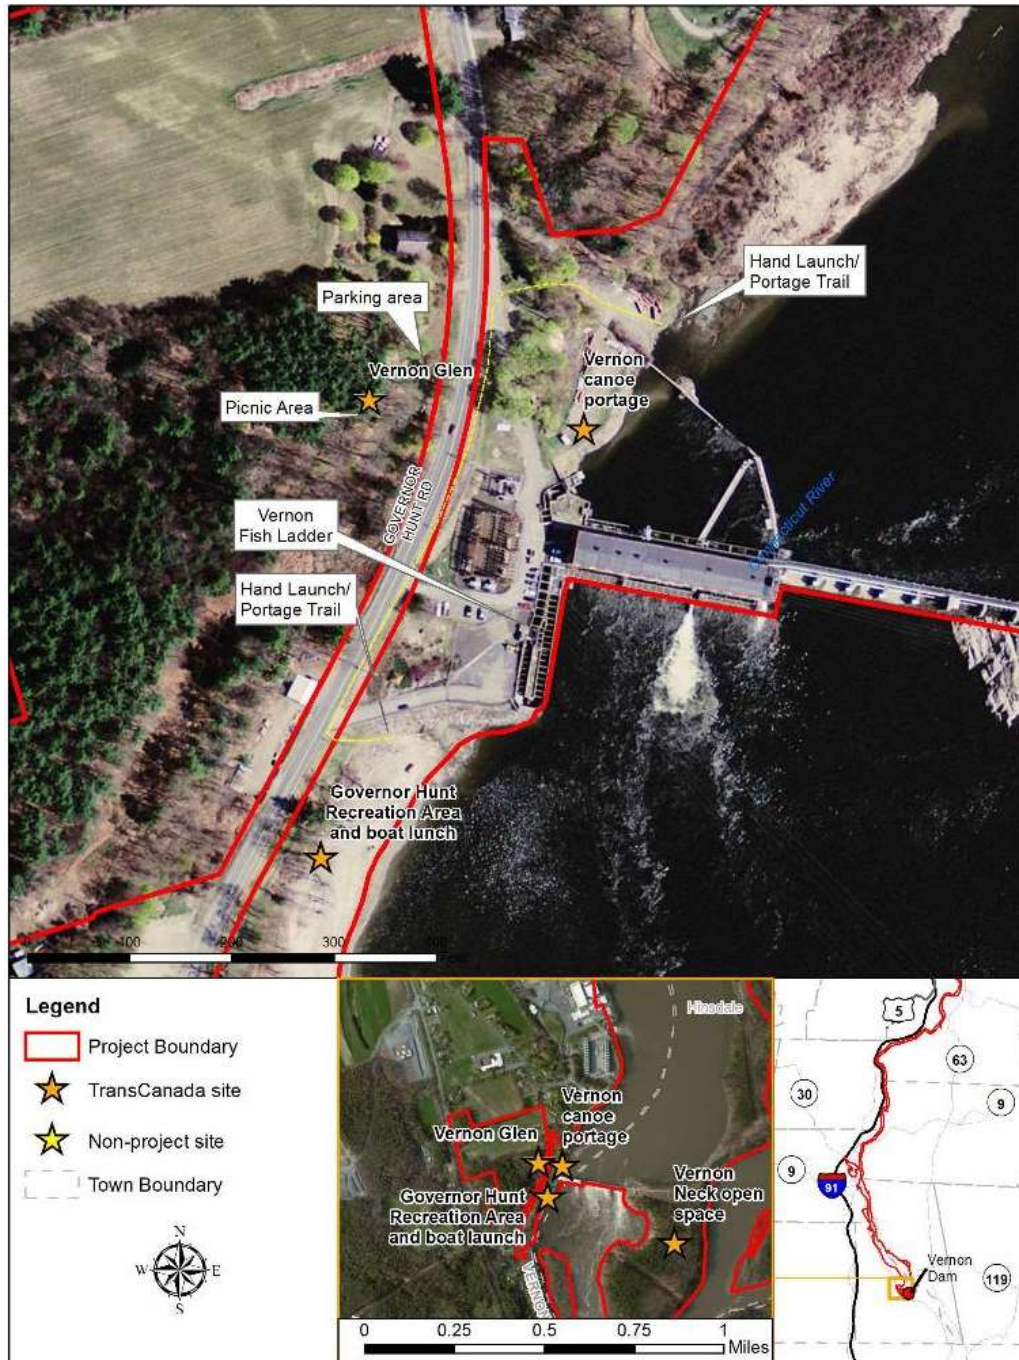 Hand Launch/
Portage Trail
Parking area
Vernon Glen
Vernon
canoe
portage
Picnic Area
GOVERNOR
HUNT RD
Vernon
Fish Ladder
Connecticut River
Hand Launch/
Portage Trail
Governor Hunt
Recreation Area
and boat lunch
100
200
300
400
Legend
Project Boundary
TransCanada site
Non-project site
Town Boundary
N
W
E
S
Hinsdale
Vernon
canoe
portage
Vernon Glen
Vernon
Neck open
space
Governor Hunt
Recreation Area
and boat launch
VERNON
0 0.25 0.5 0.75 1
Miles
5
63
30
9
9
91
Vernon
Dam
119